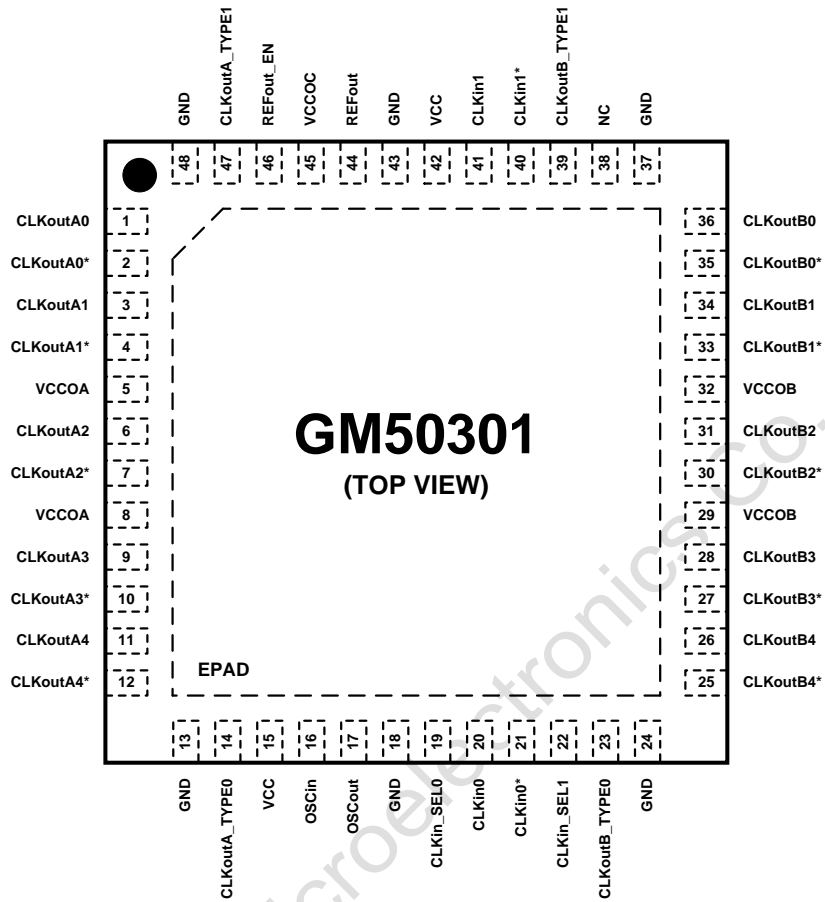 GND
CLKoutA_TYPE1
REFout_EN
VCCOC
REFout
GND
VCC
CLKin1
CLKin1*
CLKoutB_TYPE1
NC
GND
48
47
46
45
44
43
42
41
40
39
38
37
CLKoutA0 1
CLKoutA0* 2
CLKoutA1 3
CLKoutA1* 4
VCCOA 5
CLKoutA2 6
CLKoutA2* 7
VCCOA 8
CLKoutA3 9
CLKoutA3* 10
CLKoutA4 11
CLKoutA4* 12
GM50301
(TOP VIEW)
EPAD
36 CLKoutB0
35 CLKoutB0*
34 CLKoutB1
33 CLKoutB1*
32 VCCOB
31 CLKoutB2
30 CLKoutB2*
29 VCCOB
28 CLKoutB3
27 CLKoutB3*
26 CLKoutB4
25 CLKoutB4*
13
14
15
16
17
18
19
20
21
22
23
24
GND
CLKoutA_TYPE0
VCC
OSCin
OSCout
GND
CLKin_SEL0
CLKin0
CLKin0*
CLKin_SEL1
CLKoutB_TYPE0
GND
icroelectronics Co.,